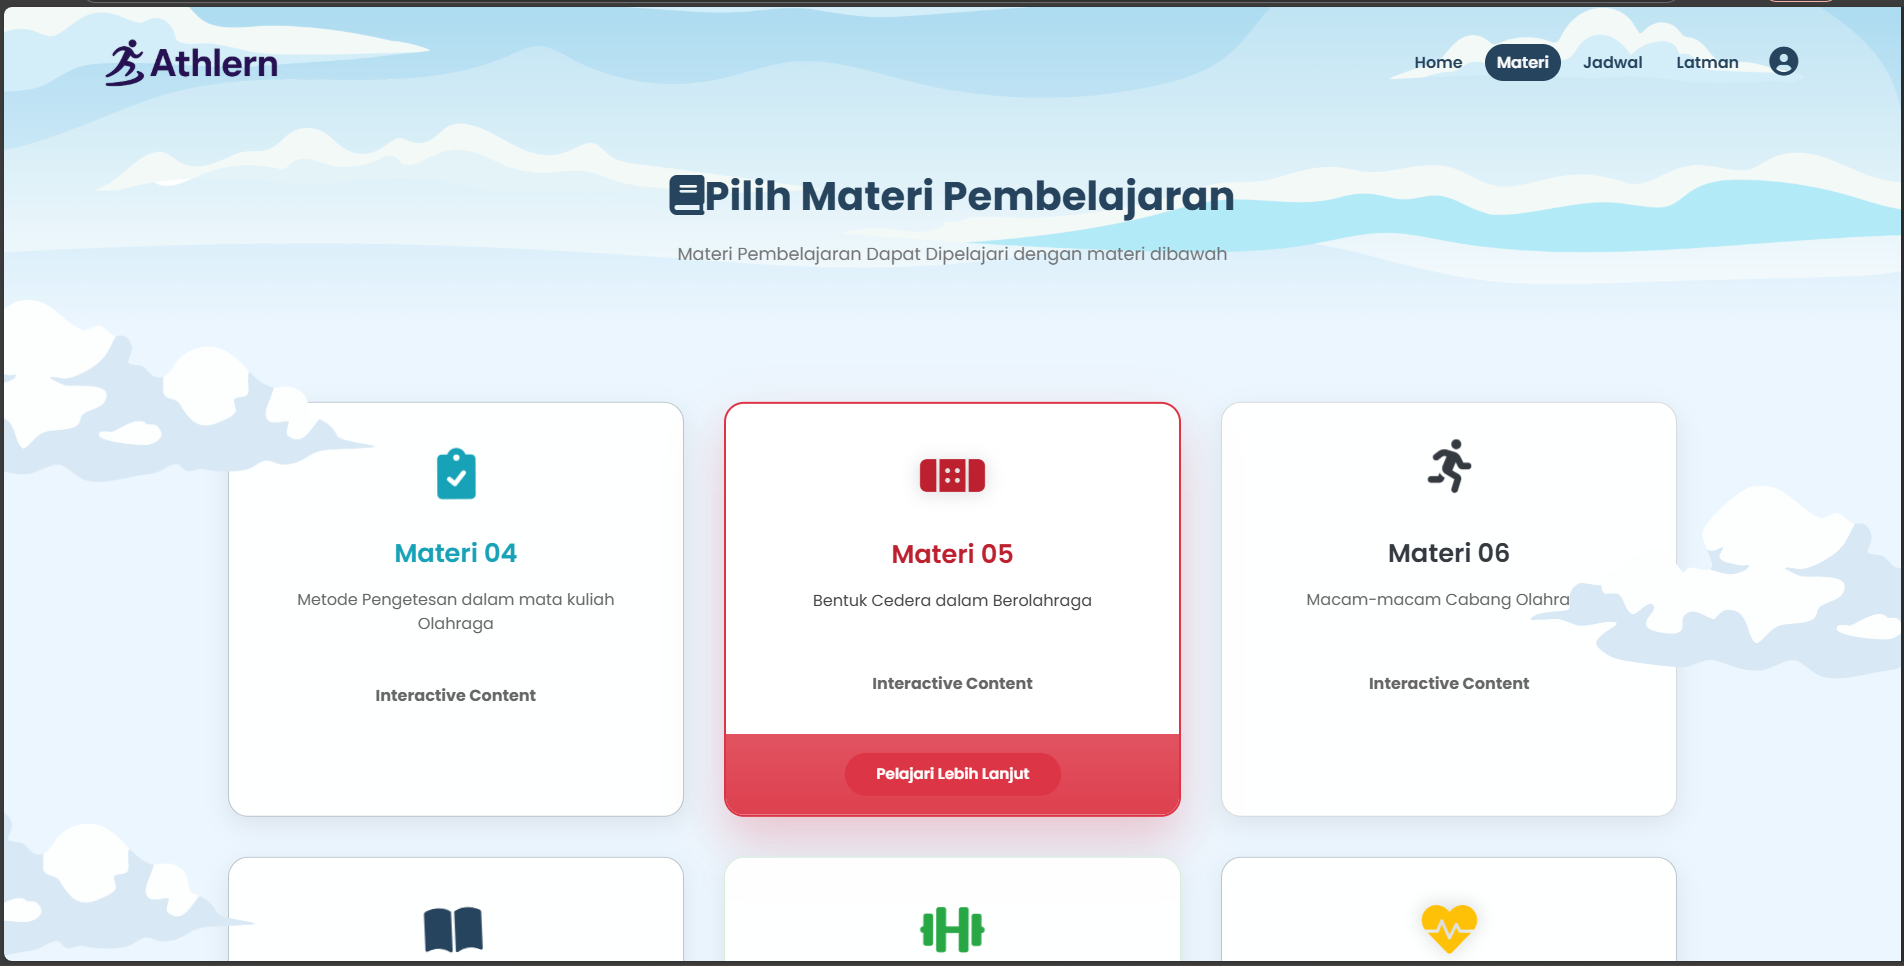 Athlern
Home
Materi
Jadwal
Latman
Pilih Materi Pembelajaran
Materi Pembelajaran Dapat Dipelajari dengan materi dibawah
Materi 04
Metode Pengetesan dalam mata kuliah
Olahraga
Interactive Content
Materi 05
Bentuk Cedera dalam Berolahraga
Interactive Content
Pelajari Lebih Lanjut
Materi 06
Macam-macam Cabang Olahra
Interactive Content